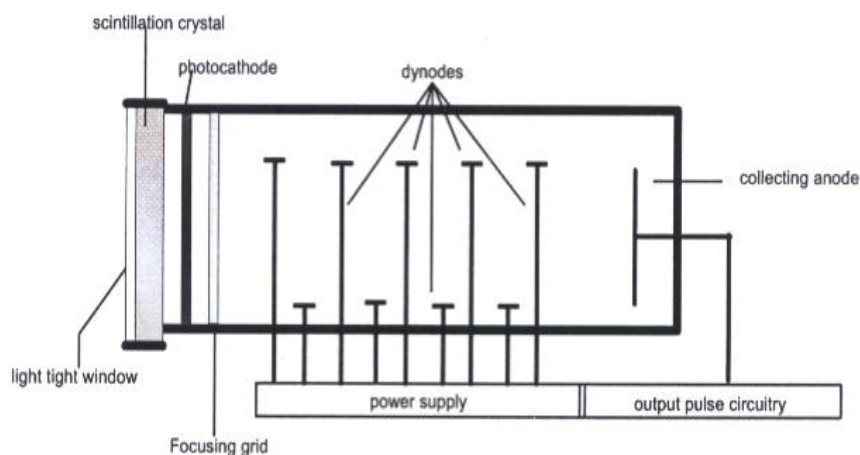 scintillation crystal
photocathode
dynodes
collecting anode
light tight window
power supply
output pulse circuitry
Focusing grid